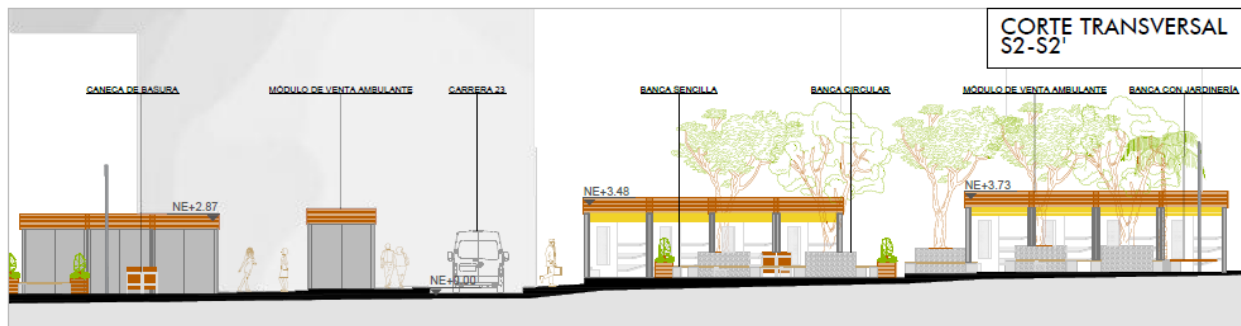 CORTE TRANSVERSAL
S2-S2'
CANECA DE BASURA
MÓDULO DE VENTA AMBULANTE
CARRERA 23
BANCA SENCILLA
BANCA CIRCULAR
MÓDULO DE VENTA AMBULANTE
BANCA CON JARDINERÍA
NE+2.87
NE+3.48
NE+3.73
NE+0.00